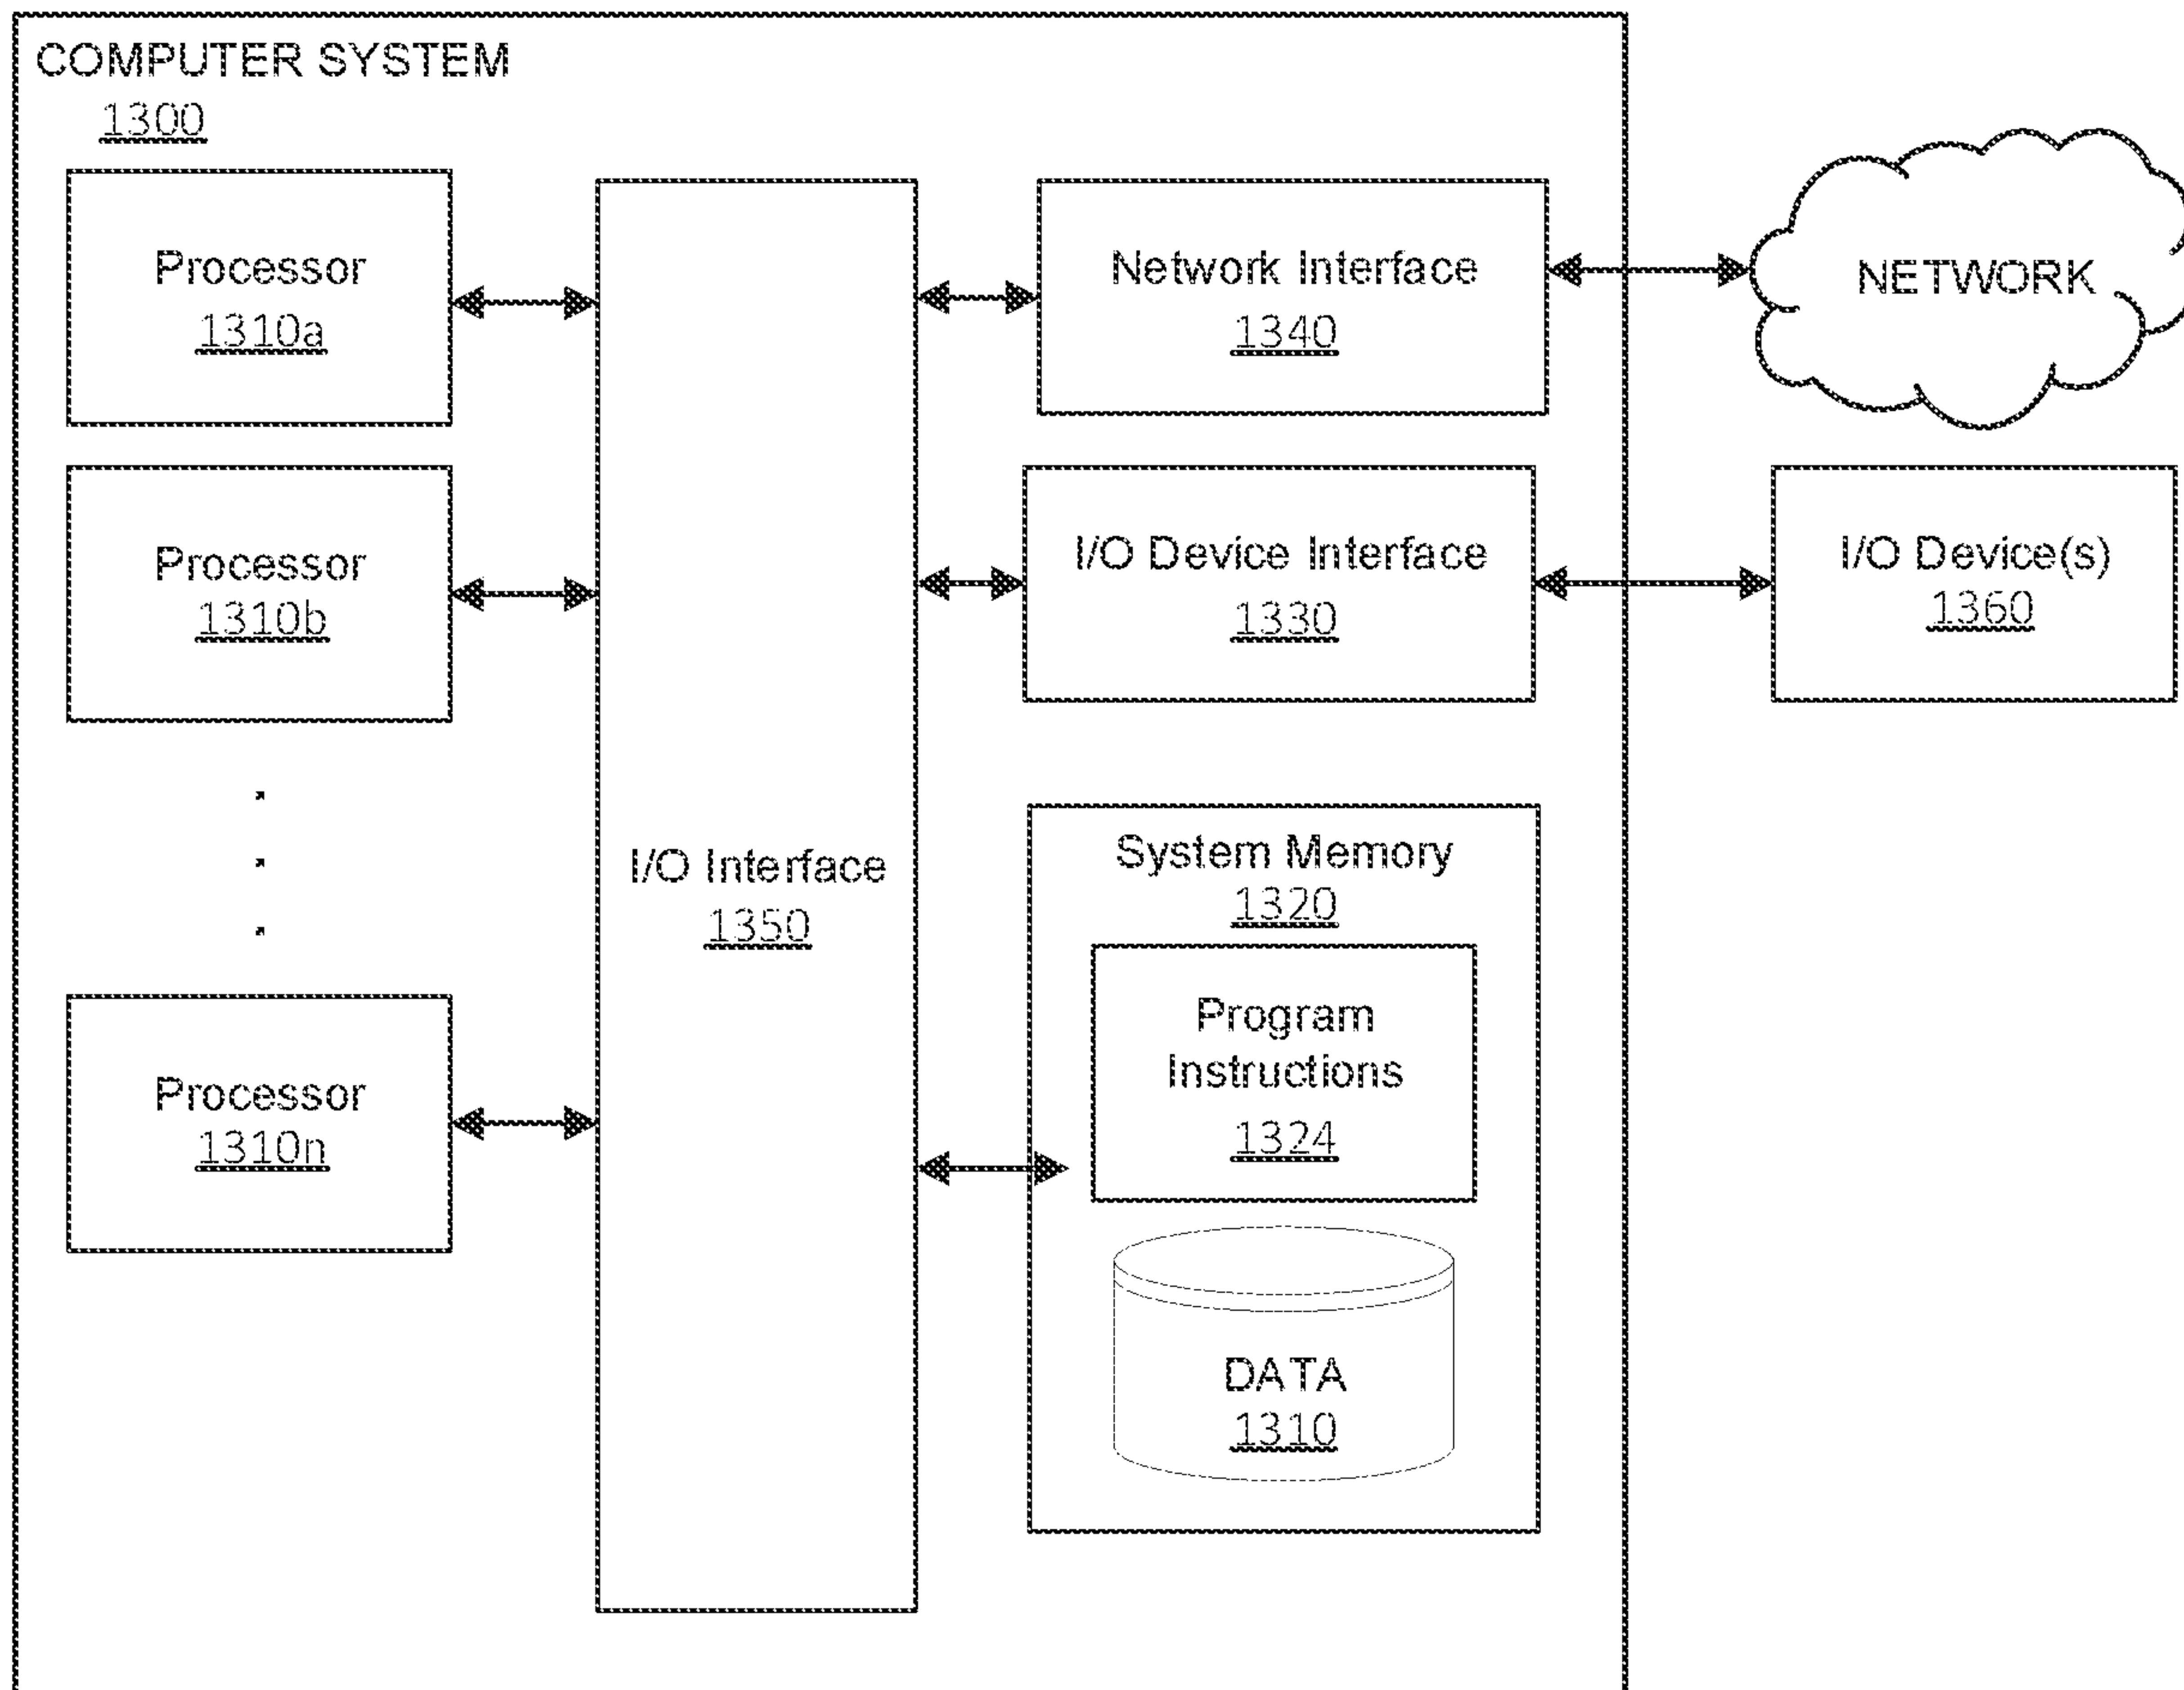 COMPUTER SYSTEM
1300
Processor
1310a
Processor
1310b
Processor
1310n
I/O Interface
1350
Network Interface
1340
I/O Device Interface
1330
System Memory
1320
Program
Instructions
1324
DATA
1310
NETWORK
I/O Device(s)
1360